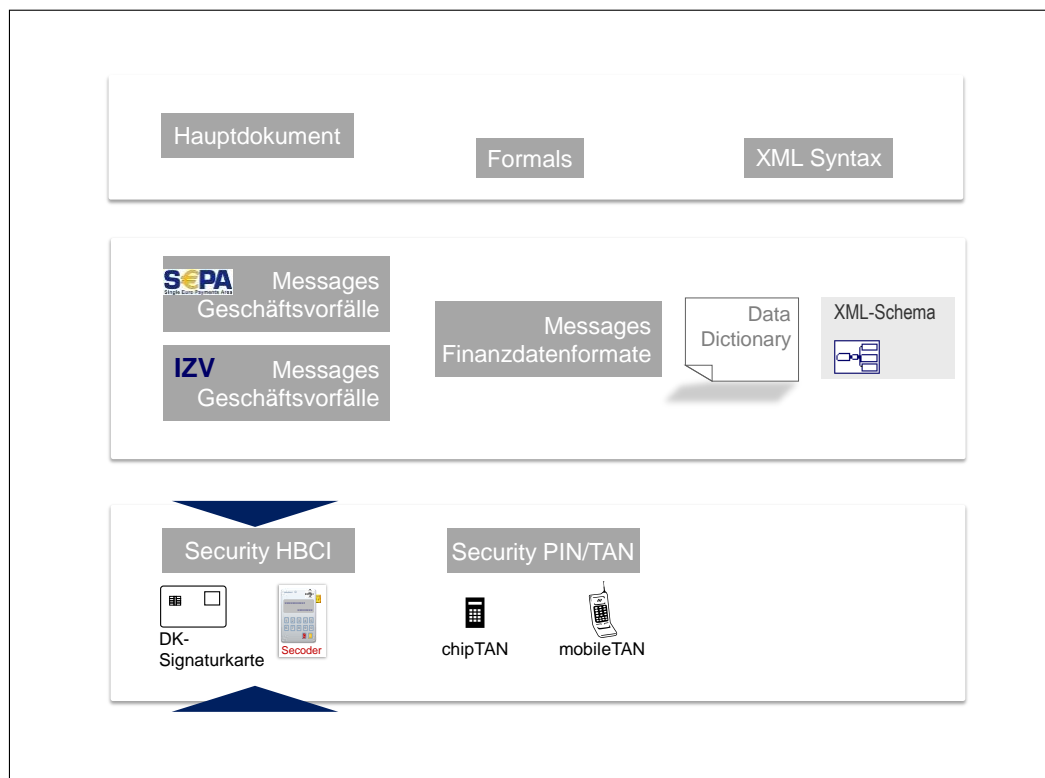 Hauptdokument
Formals
XML Syntax
S€PA
Single Euro Payments Area
Messages
Geschäftsvorfälle
IZV
Messages
Geschäftsvorfälle
Messages
Finanzdatenformate
Data
Dictionary
XML-Schema
Security HBCI
DK-
Signaturkarte
Secoder
Security PIN/TAN
chipTAN
mobileTAN